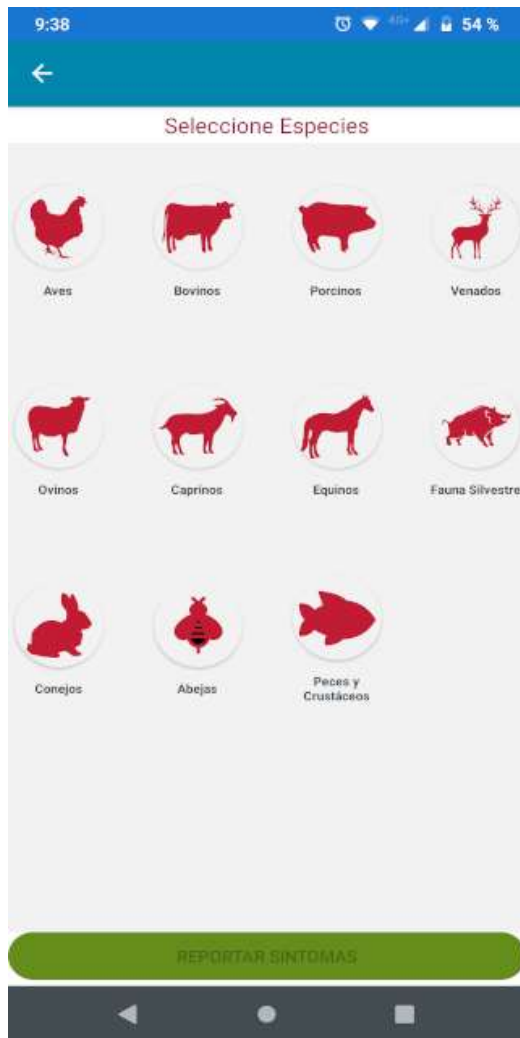 9:38 4G+ 54 %
Seleccione Especies
Aves Bovinos Porcinos Venados
Ovinos Caprinos Equinos Fauna Silvestre
Conejos Abejas Peces y
Crustáceos
REPORTAR SINTOMAS